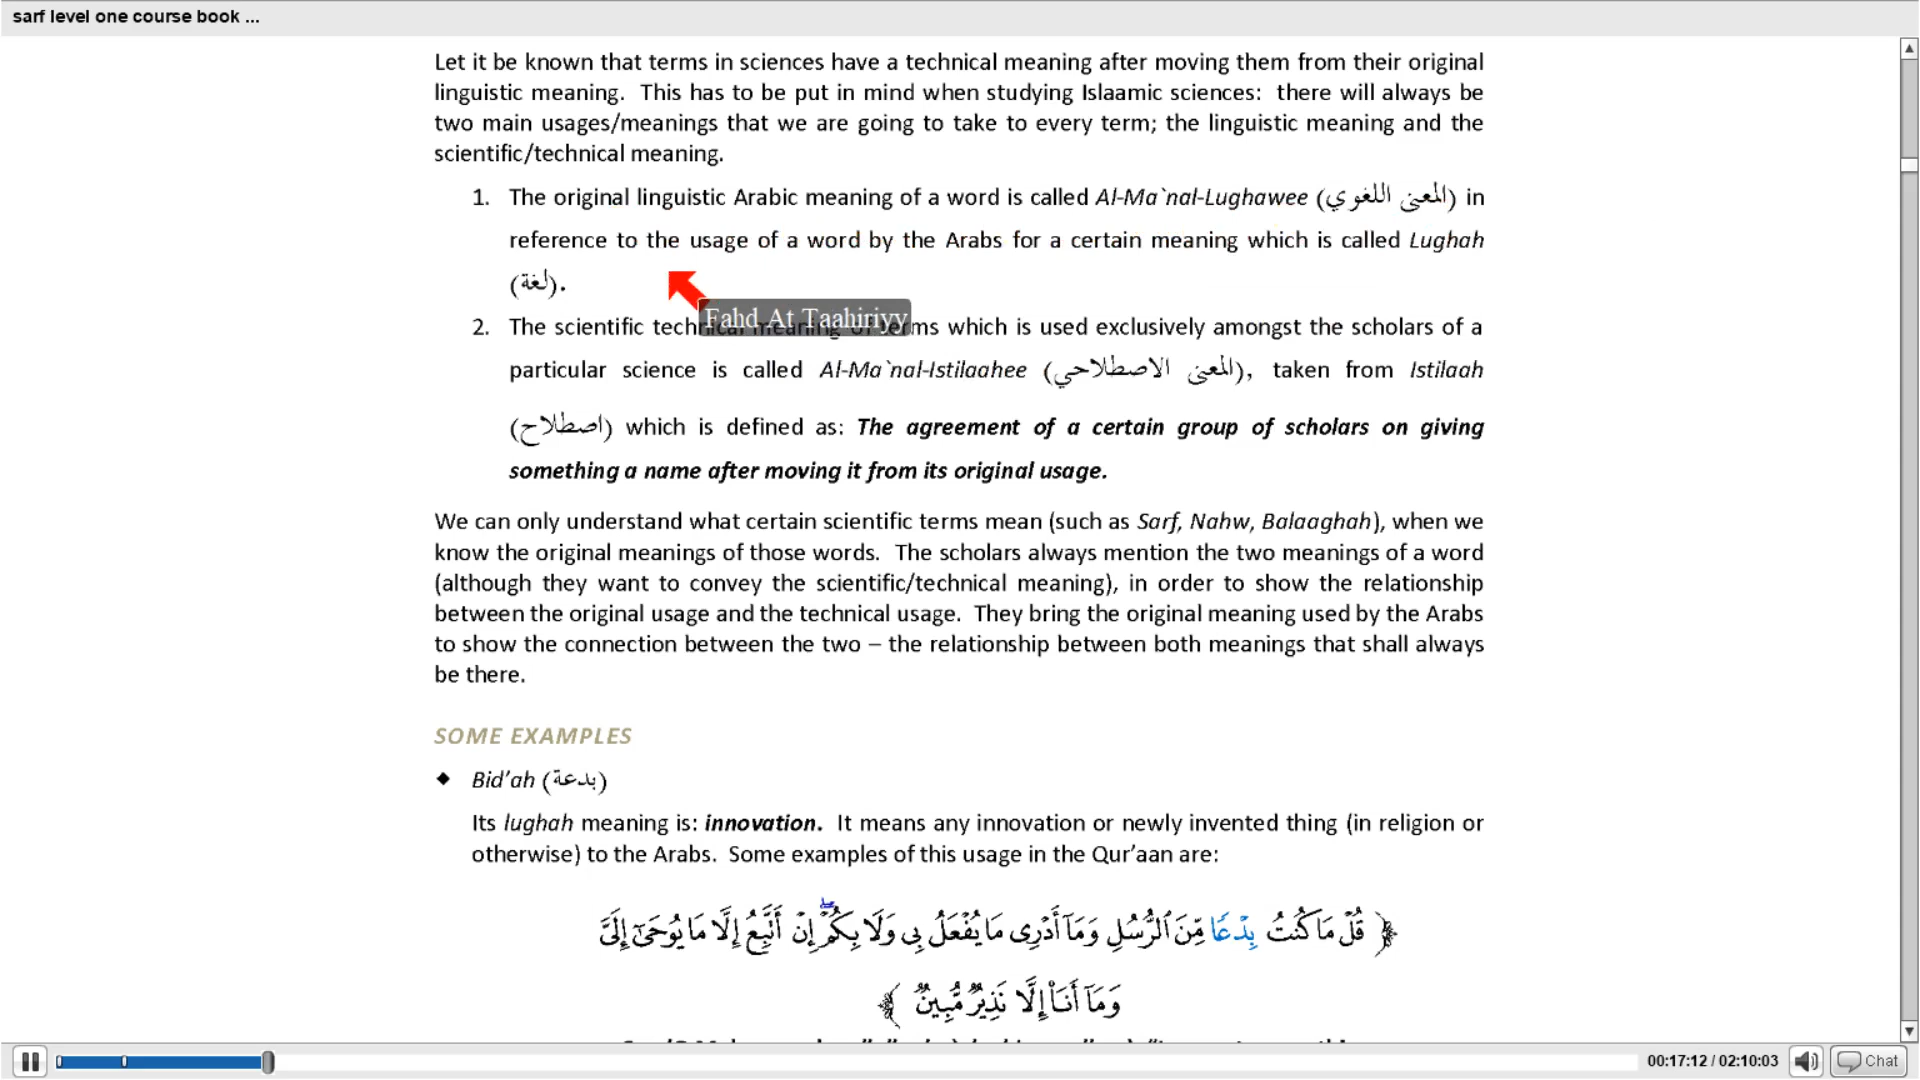 sarf level one course book ...
Let it be known that terms in sciences have a technical meaning after moving them from their original
linguistic meaning. This has to be put in mind when studying Islaamic sciences: there will always be
two main usages/meanings that we are going to take to every term; the linguistic meaning and the
scientific/technical meaning.
1. The original linguistic Arabic meaning of a word is called Al-Ma`nal-Lughawee (المعنى اللغوي) in
reference to the usage of a word by the Arabs for a certain meaning which is called Lughah
(لغة).
Fahd At Taahiriyy
2. The scientific technical meaning of terms which is used exclusively amongst the scholars of a
particular science is called Al-Ma`nal-Istilaahee (المعنى الاصطلاحي), taken from Istilaah
(اصطلاح) which is defined as: The agreement of a certain group of scholars on giving
something a name after moving it from its original usage.
We can only understand what certain scientific terms mean (such as Sarf, Nahw, Balaaghah), when we
know the original meanings of those words. The scholars always mention the two meanings of a word
(although they want to convey the scientific/technical meaning), in order to show the relationship
between the original usage and the technical usage. They bring the original meaning used by the Arabs
to show the connection between the two – the relationship between both meanings that shall always
be there.
SOME EXAMPLES
◆ Bid’ah (بدعة)
Its lughah meaning is: innovation. It means any innovation or newly invented thing (in religion or
otherwise) to the Arabs. Some examples of this usage in the Qur’aan are:
﴿ قُلْ مَا كُنتُ بِدْعًا مِّنَ ٱلرُّسُلِ وَمَآ أَدْرِى مَا يُفْعَلُ بِى وَلَا بِكُمْ ۖ إِنْ أَتَّبِعُ إِلَّا مَا يُوحَىٰٓ إِلَىَّ
وَمَآ أَنَا۠ إِلَّا نَذِيرٌ مُّبِينٌ ﴾
00:17:12 / 02:10:03 Chat